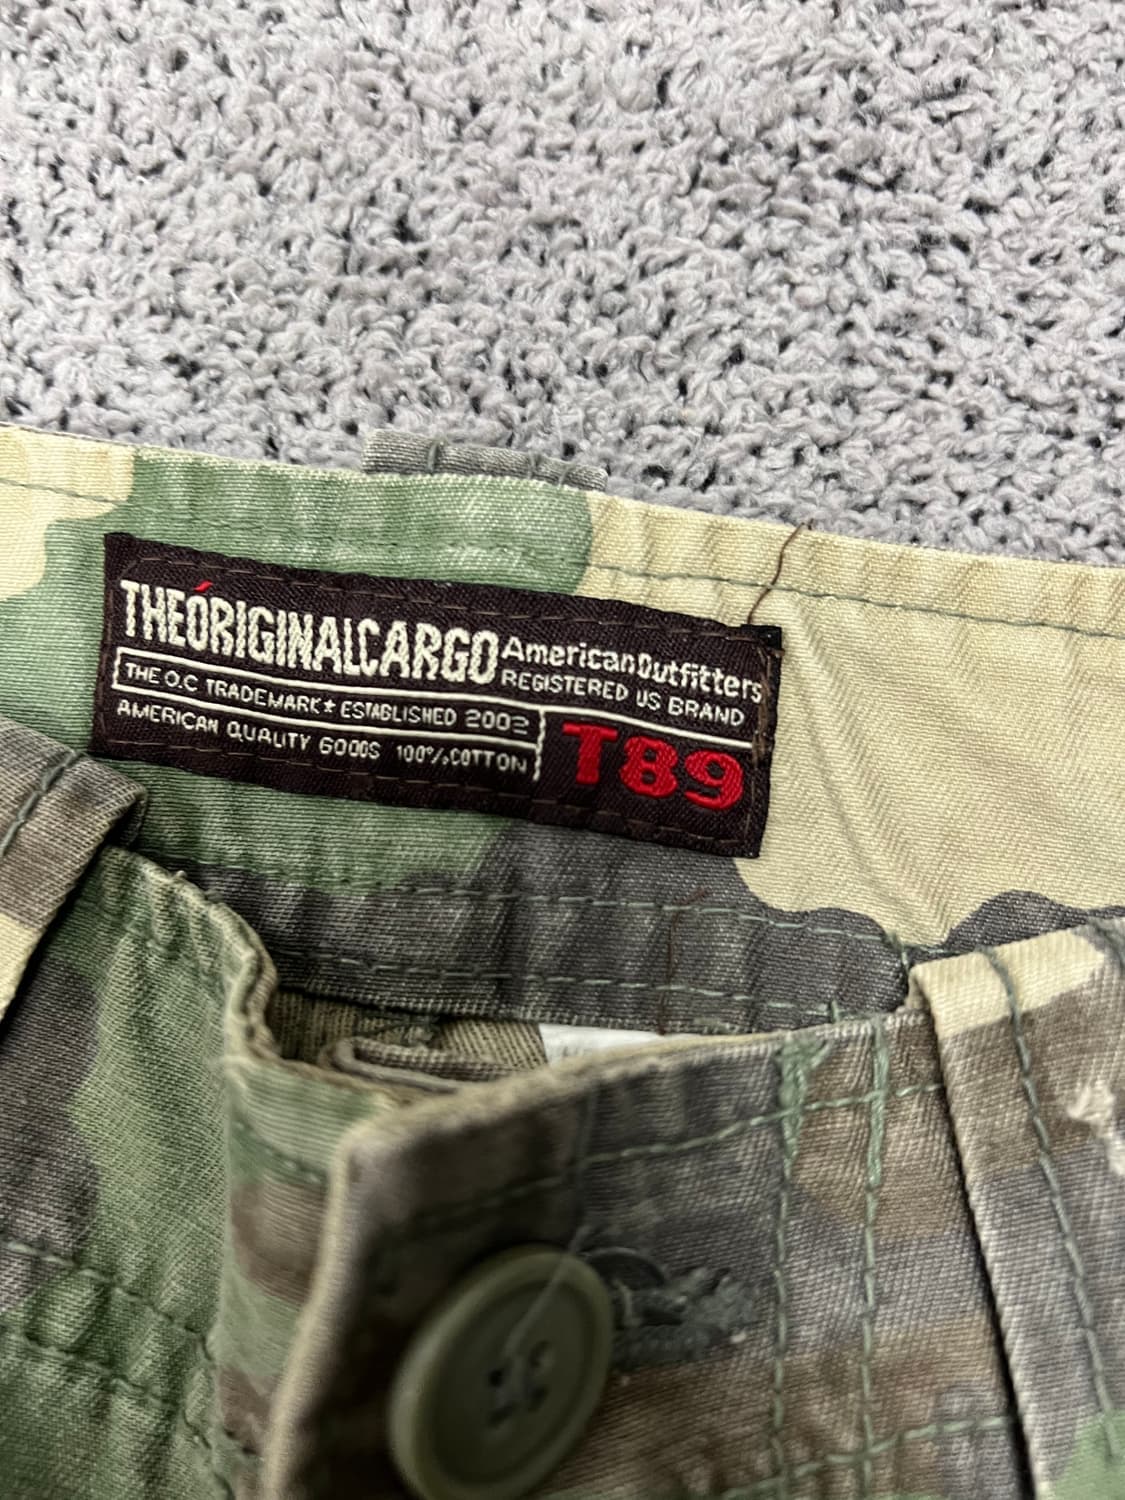 THEÓRIGINALCARGO AmericanOutfitters
REGISTERED US BRAND
THE O.C TRADEMARK★ ESTABLISHED 2002
AMERICAN QUALITY GOODS 100%COTTON
T89